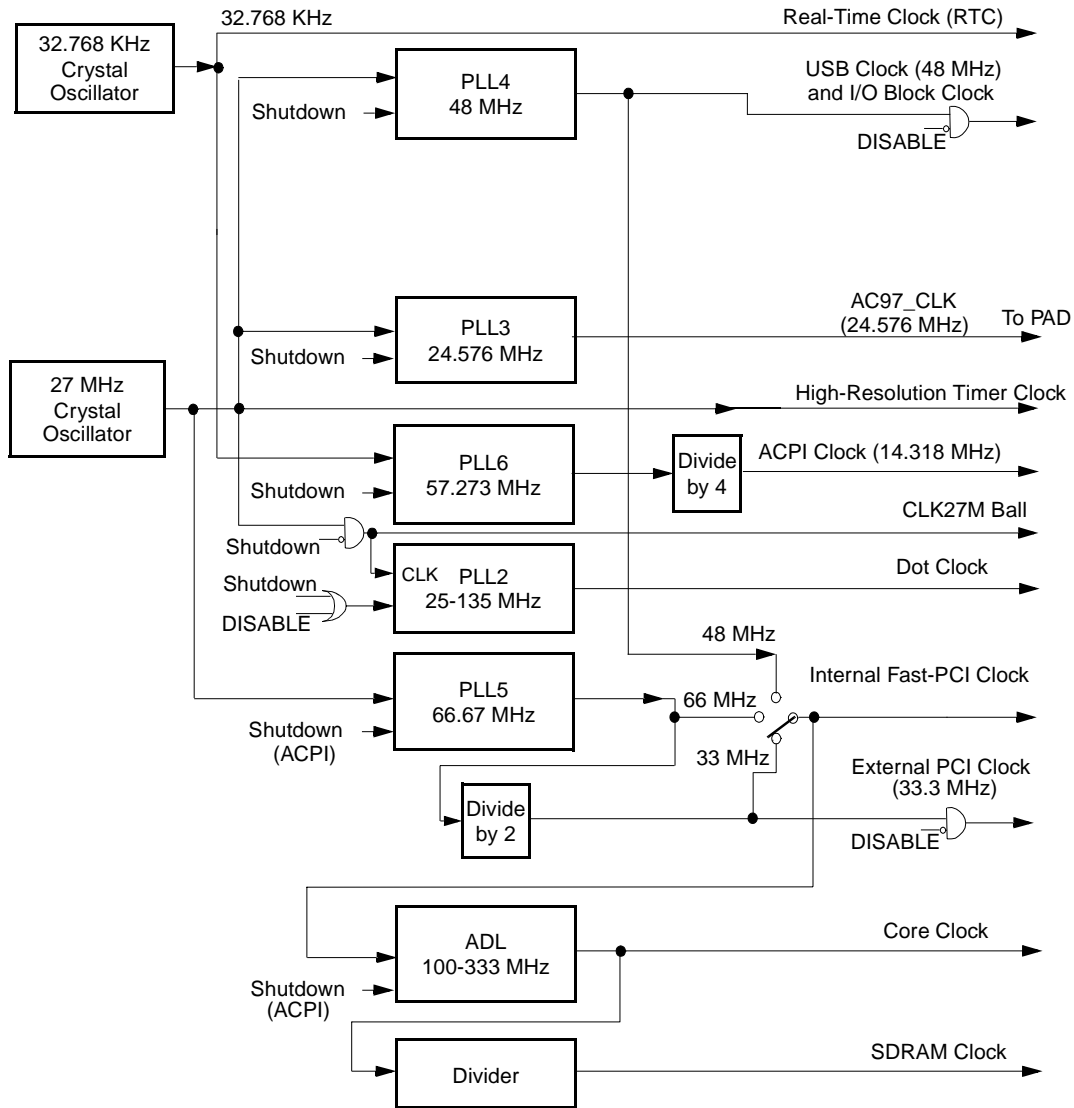 32.768 KHz
Crystal
Oscillator
32.768 KHz
Real-Time Clock (RTC)
PLL4
48 MHz
Shutdown
USB Clock (48 MHz)
and I/O Block Clock
DISABLE
PLL3
24.576 MHz
Shutdown
AC97_CLK
(24.576 MHz)
To PAD
27 MHz
Crystal
Oscillator
High-Resolution Timer Clock
PLL6
57.273 MHz
Shutdown
Divide
by 4
ACPI Clock (14.318 MHz)
CLK27M Ball
Shutdown
CLK
PLL2
25-135 MHz
Shutdown
DISABLE
Dot Clock
48 MHz
PLL5
66.67 MHz
Shutdown
(ACPI)
66 MHz
Internal Fast-PCI Clock
33 MHz
Divide
by 2
External PCI Clock
(33.3 MHz)
DISABLE
ADL
100-333 MHz
Shutdown
(ACPI)
Core Clock
Divider
SDRAM Clock